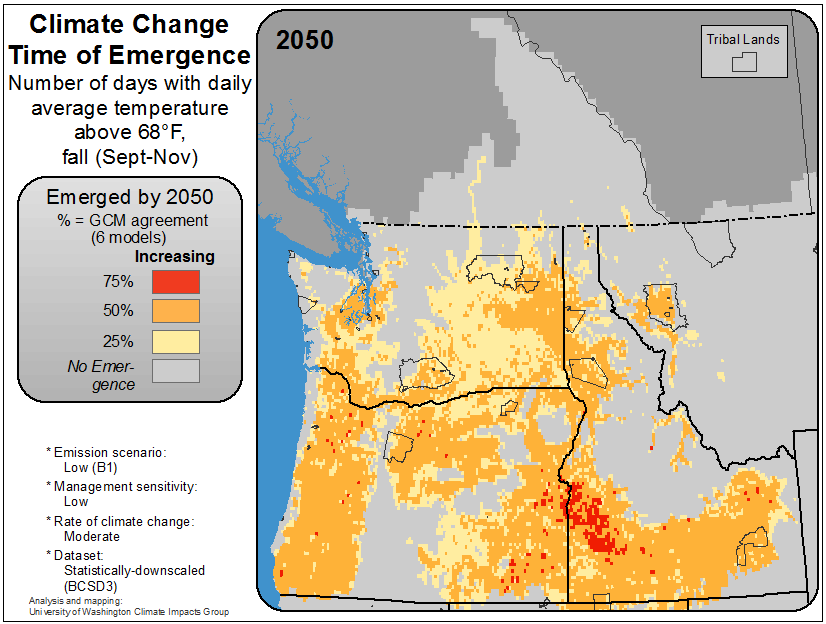 Climate Change
Time of Emergence
Number of days with daily
average temperature
above 68°F,
fall (Sept-Nov)
Emerged by 2050
% = GCM agreement
(6 models)
Increasing
75%
50%
25%
No Emer-
gence
* Emission scenario:
Low (B1)
* Management sensitivity:
Low
* Rate of climate change:
Moderate
* Dataset:
Statistically-downscaled
(BCSD3)
Analysis and mapping:
University of Washington Climate Impacts Group
2050
Tribal Lands